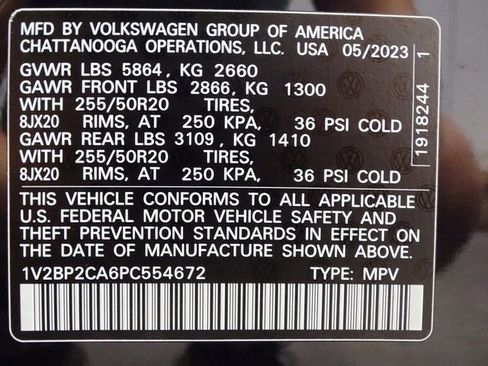 MFD BY VOLKSWAGEN GROUP OF AMERICA
CHATTANOOGA OPERATIONS, LLC. USA 05/2023
GVWR LBS 5864 , KG 2660
GAWR FRONT LBS 2866, KG 1300
WITH 255/50R20 TIRES,
8JX20 RIMS, AT 250 KPA, 36 PSI COLD
GAWR REAR LBS 3109, KG 1410
WITH 255/50R20 TIRES,
8JX20 RIMS, AT 250 KPA, 36 PSI COLD
THIS VEHICLE CONFORMS TO ALL APPLICABLE
U.S. FEDERAL MOTOR VEHICLE SAFETY AND
THEFT PREVENTION STANDARDS IN EFFECT ON
THE DATE OF MANUFACTURE SHOWN ABOVE.
1V2BP2CA6PC554672 TYPE: MPV
1918244 1